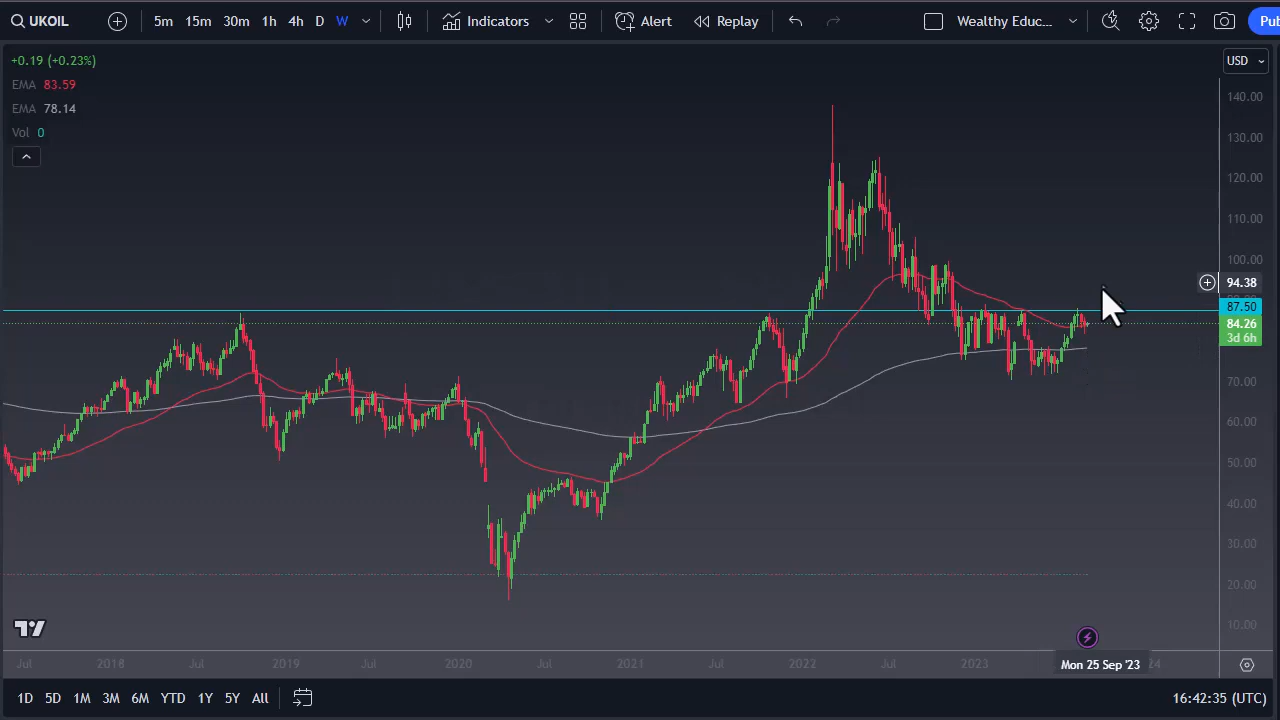 UKOIL 5m 15m 30m 1h 4h D W Indicators Alert Replay Wealthy Educ... Pub
+0.19 (+0.23%) USD
EMA 83.59
EMA 78.14
Vol 0
140.00
130.00
120.00
110.00
100.00
94.38
87.50
84.26
3d 6h
70.00
60.00
50.00
40.00
30.00
20.00
10.00
Jul 2018 Jul 2019 Jul 2020 Jul 2021 Jul 2022 Jul 2023 Mon 25 Sep '23 24
1D 5D 1M 3M 6M YTD 1Y 5Y All 16:42:35 (UTC)